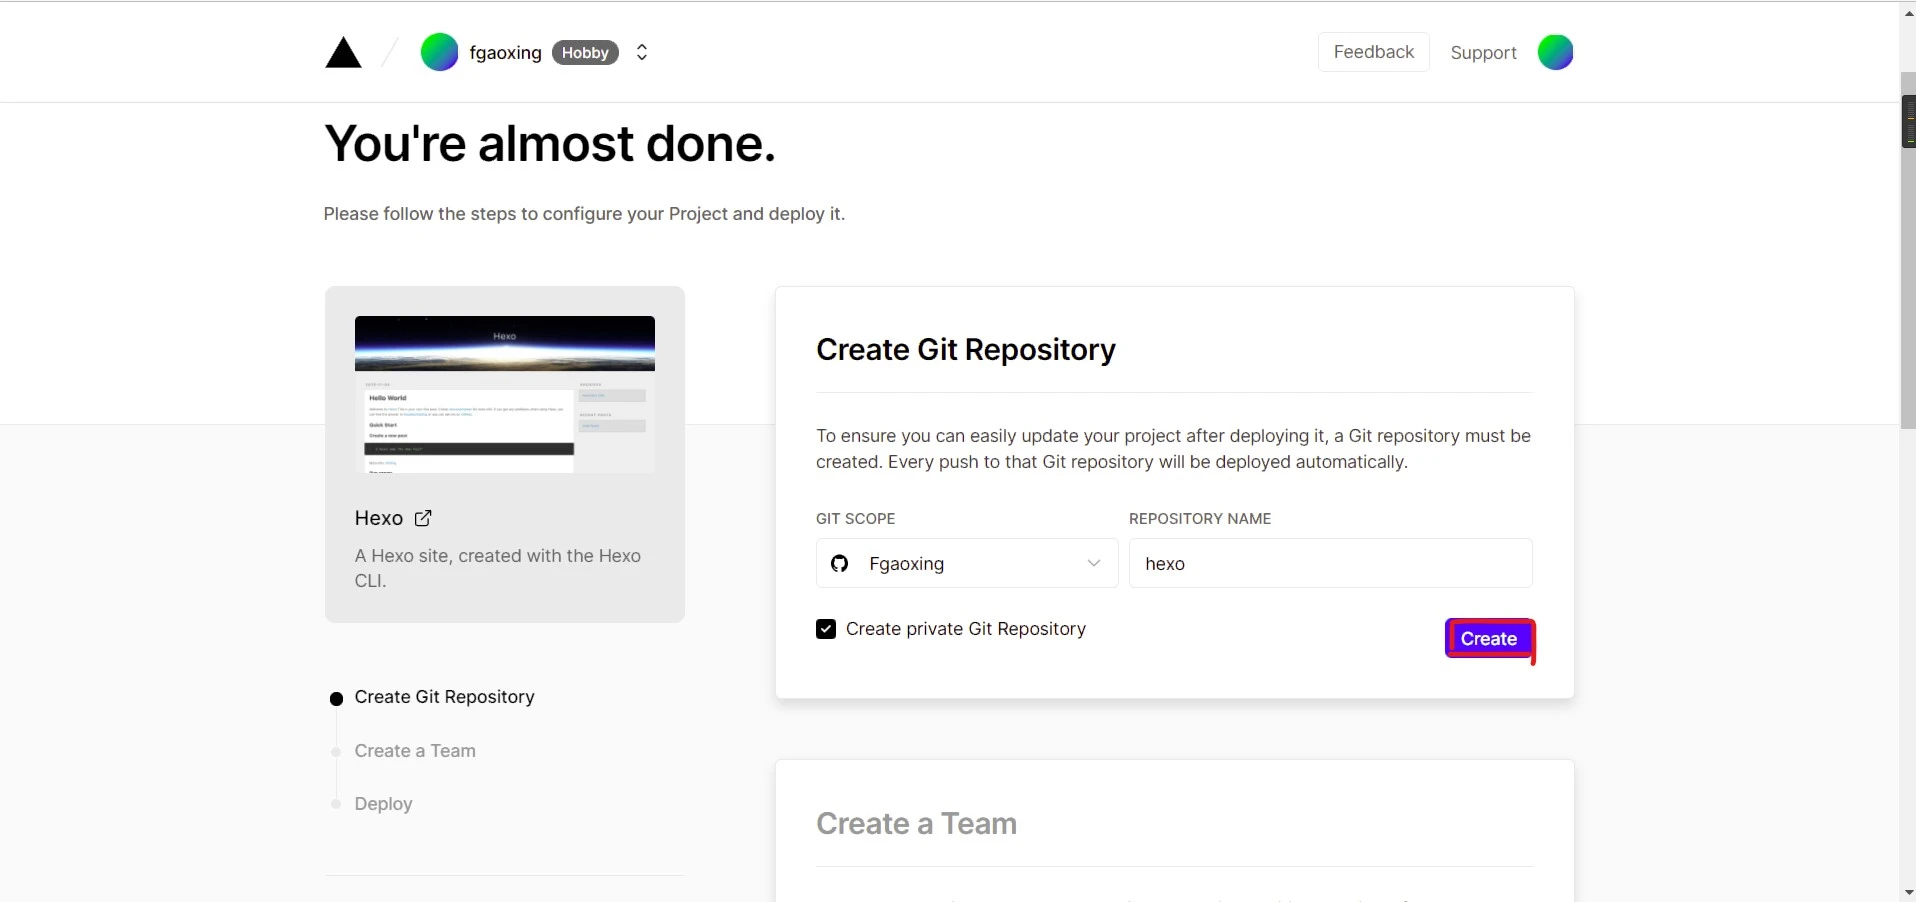 fgaoxing Hobby
Feedback Support
You're almost done.
Please follow the steps to configure your Project and deploy it.
Hexo
Hello World
Quick Start
Create a new post
Hexo
A Hexo site, created with the Hexo
CLI.
Create Git Repository
Create a Team
Deploy
Create Git Repository
To ensure you can easily update your project after deploying it, a Git repository must be
created. Every push to that Git repository will be deployed automatically.
GIT SCOPE
Fgaoxing
REPOSITORY NAME
hexo
Create private Git Repository
Create
Create a Team